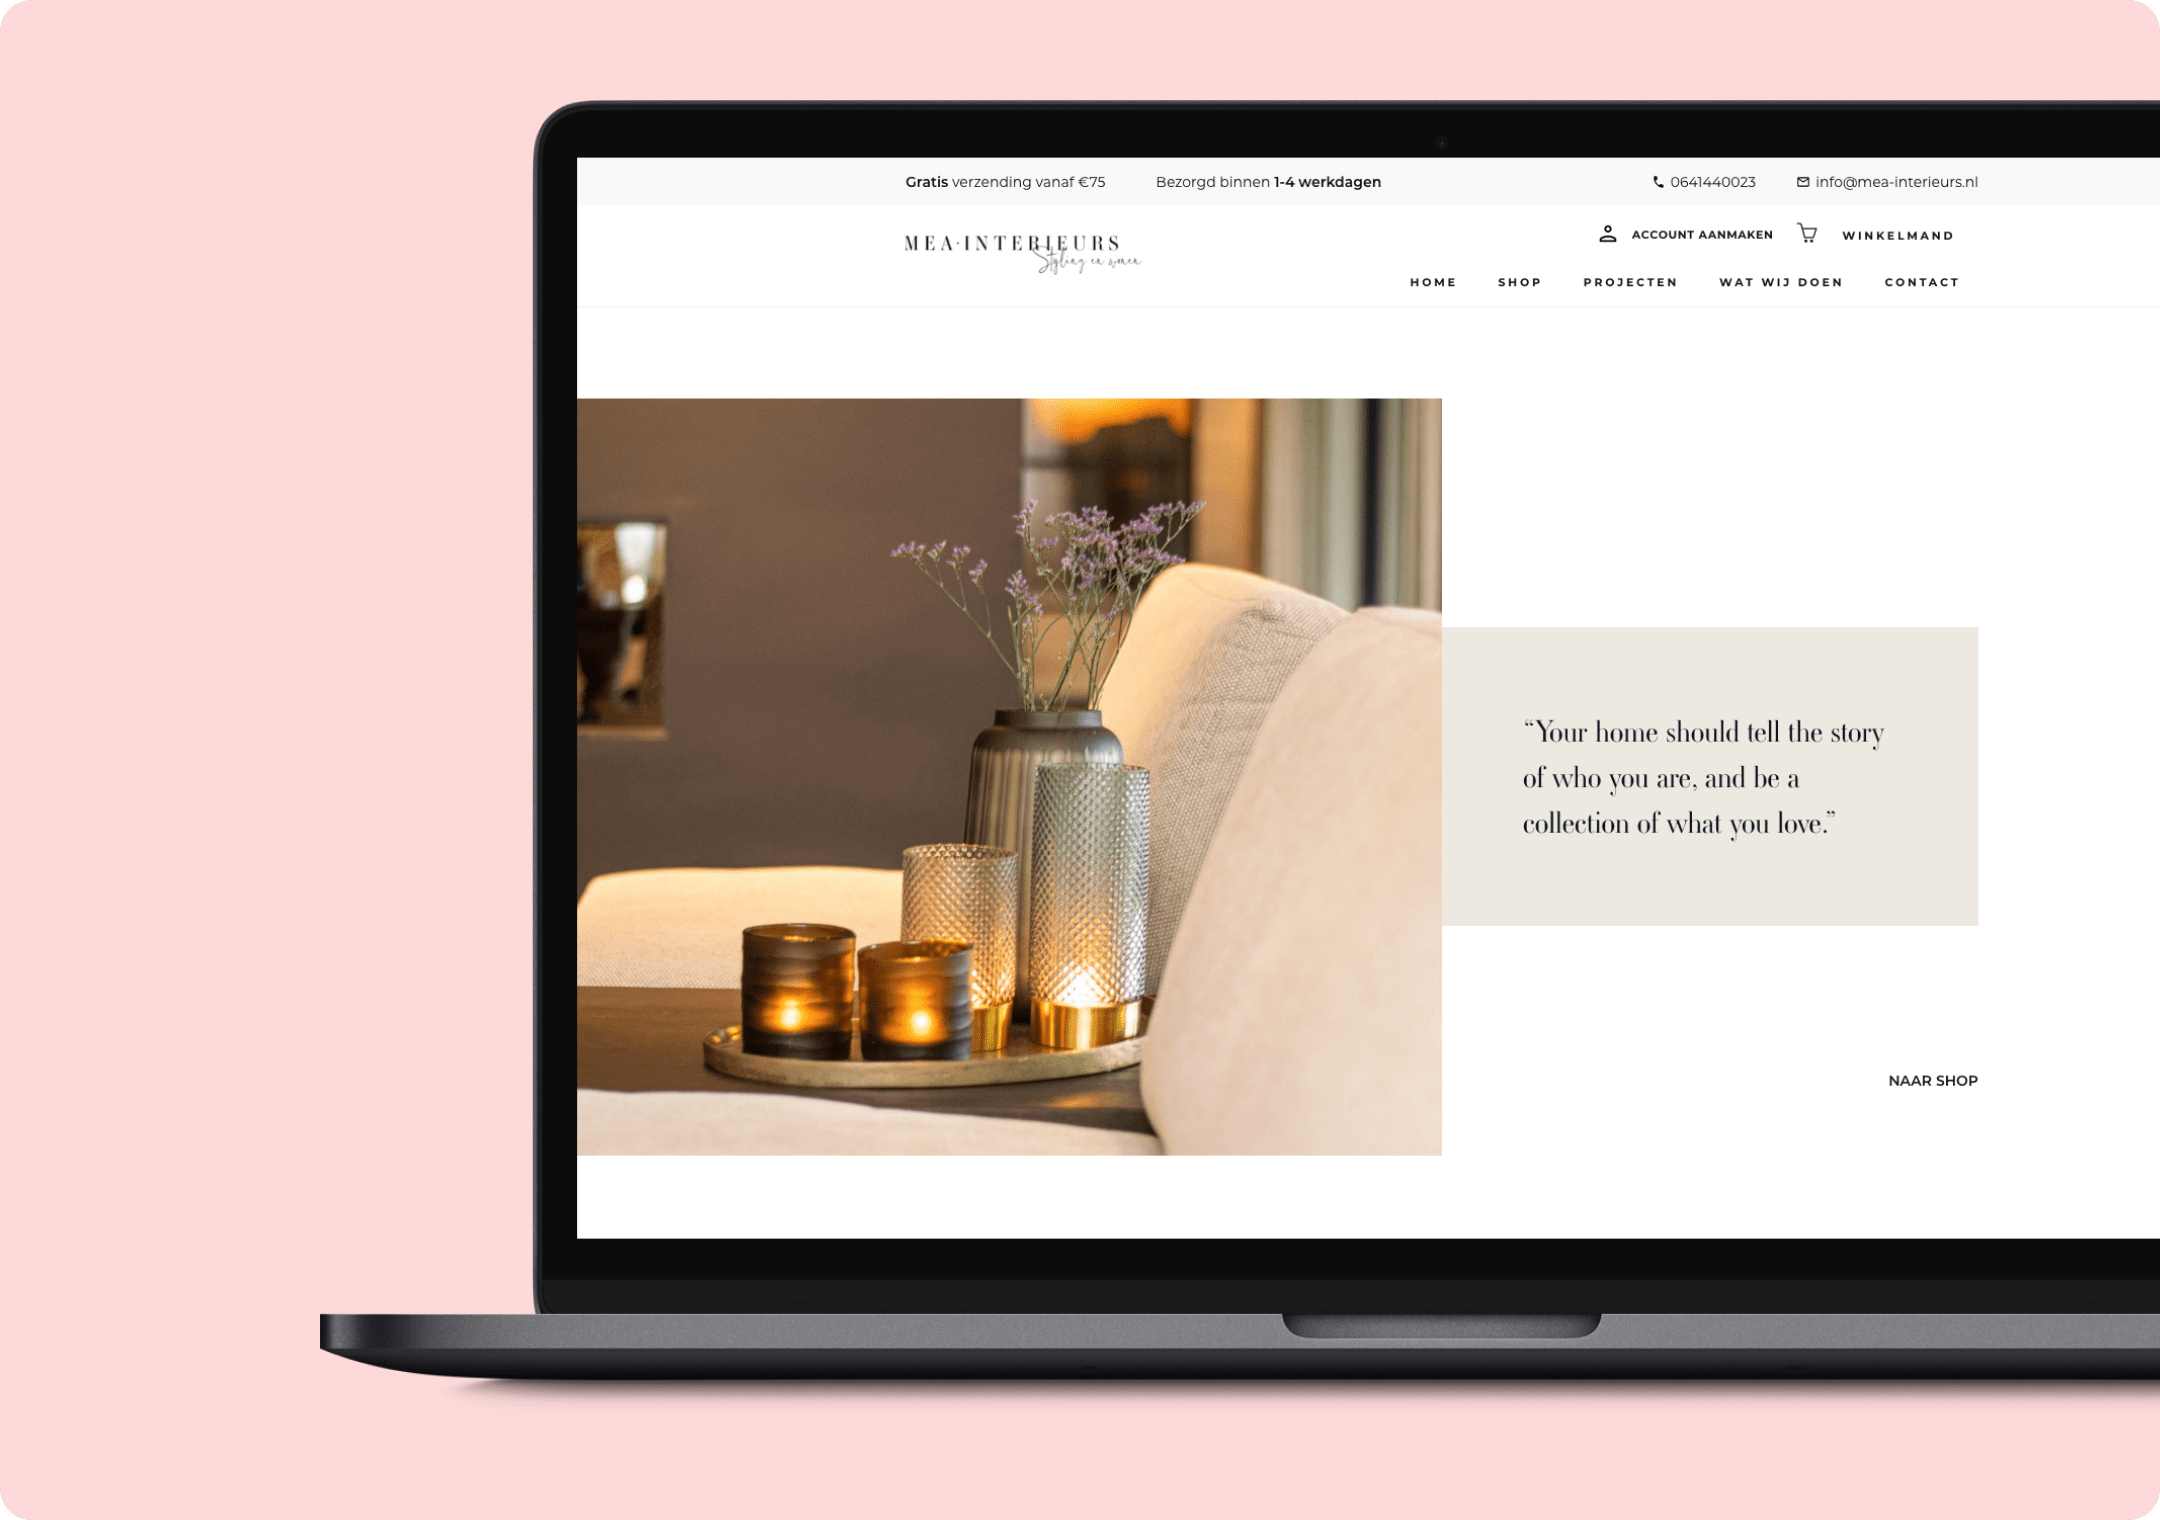 Gratis verzending vanaf €75 Bezorgd binnen 1-4 werkdagen 0641440023 info@mea-interieurs.nl
ACCOUNT AANMAKEN WINKELMAND
MEA·INTERIEURS
Styling en wonen
HOME SHOP PROJECTEN WAT WIJ DOEN CONTACT
“Your home should tell the story
of who you are, and be a
collection of what you love.”
NAAR SHOP